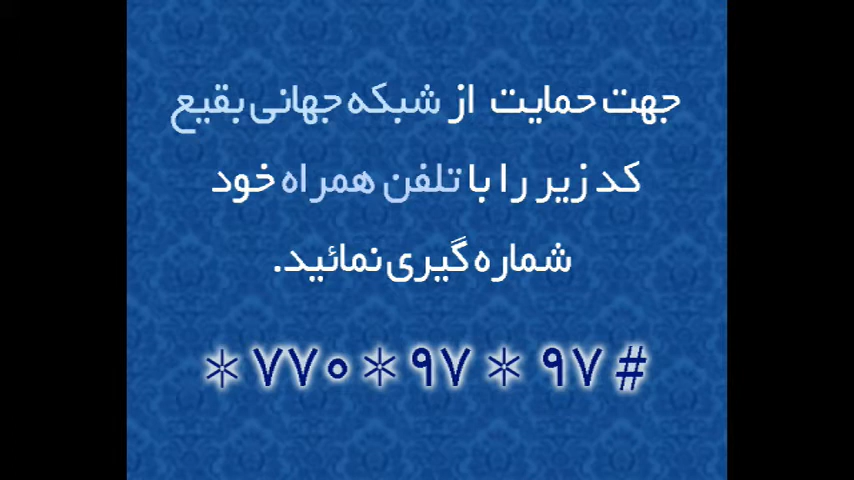 جهت حمایت از شبکه جهانی بقیع
کد زیر را با تلفن همراه خود
شماره گیری نمائید.
*۷۷۰*۹۷*۹۷#